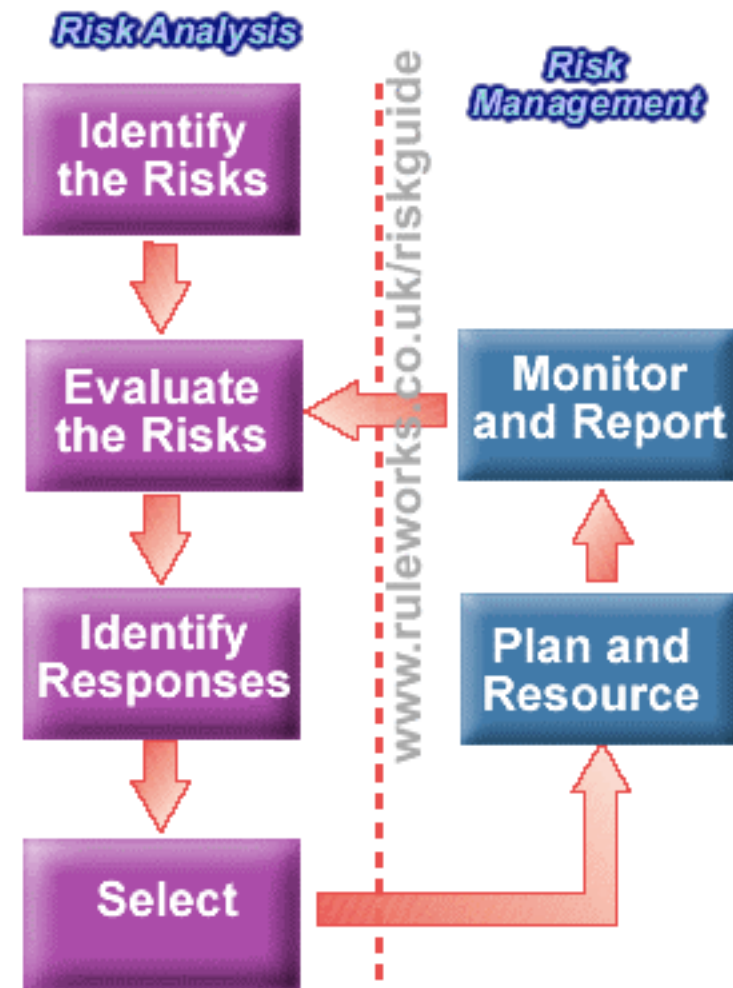 Risk Analysis
Identify
the Risks
Evaluate
the Risks
Identify
Responses
Select
www.ruleworks.co.uk/riskguide
Risk
Management
Monitor
and Report
Plan and
Resource